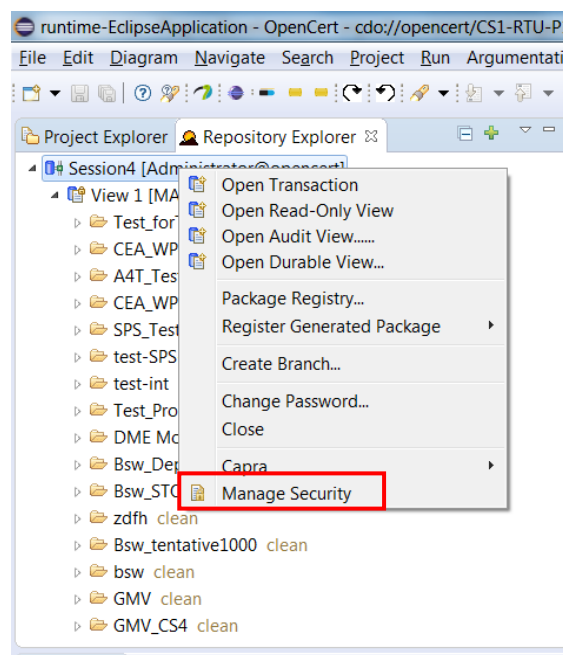 runtime-EclipseApplication - OpenCert - cdo://opencert/CS1-RTU-P
File Edit Diagram Navigate Search Project Run Argumentati
Project Explorer Repository Explorer
Session4 [Administrator@opencert]
Open Transaction
View 1 [MA
Open Read-Only View
Test_for
Open Audit View......
CEA_WP
Open Durable View...
A4T_Tes
CEA_WP
Package Registry...
SPS_Test
Register Generated Package
test-SPS
Create Branch...
test-int
Change Password...
Test_Pro
Close
DME Mo
Bsw_Dep
Capra
Bsw_STO
Manage Security
zdfh clean
Bsw_tentative1000 clean
bsw clean
GMV clean
GMV_CS4 clean